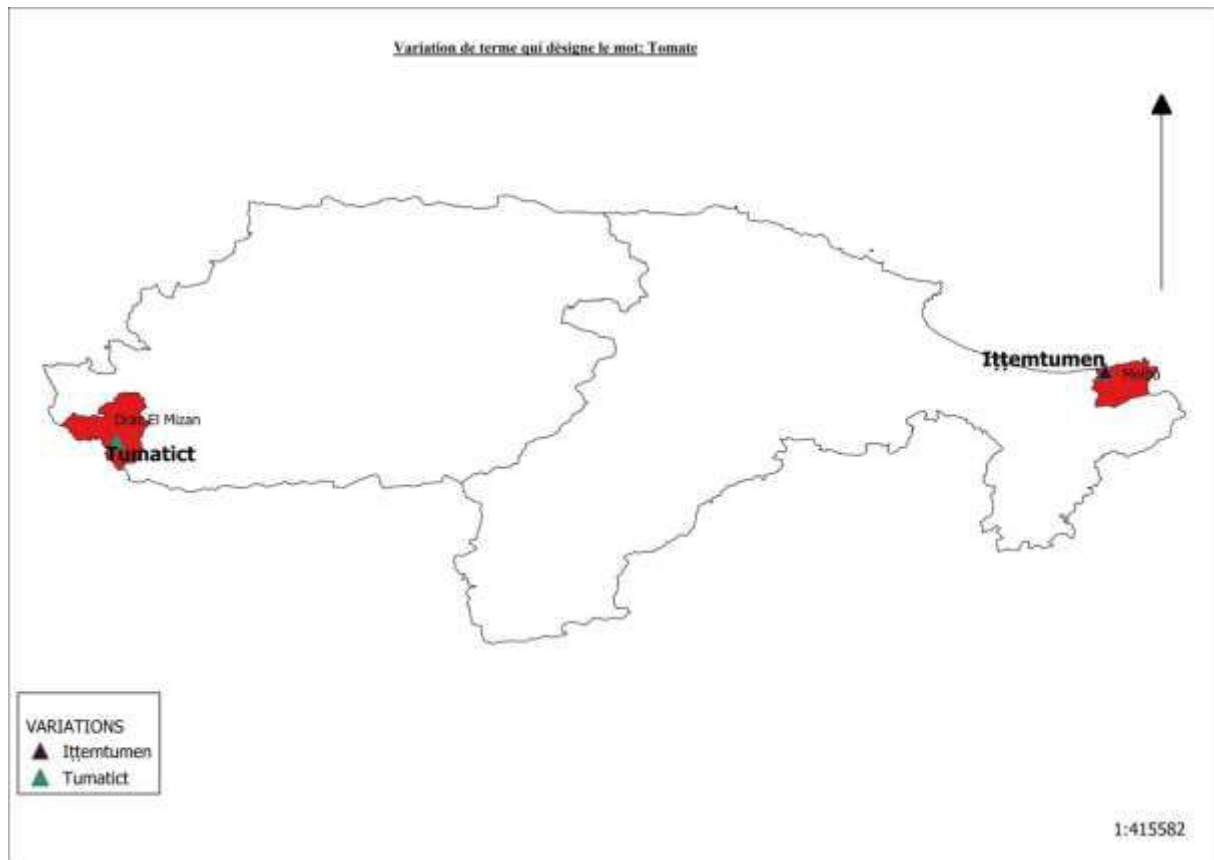 Variation de terme qui désigne le mot: Tomate
Iṭṭemtumen
Draa El Mizan
Tumatict
VARIATIONS
Iṭṭemtumen
Tumatict
1:415582